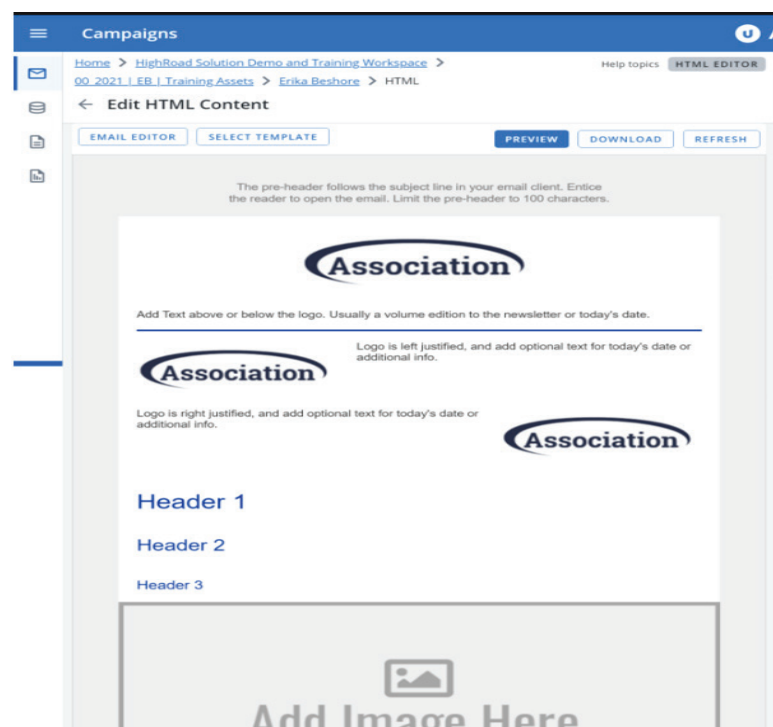 Campaigns
Home > HighRoad Solution Demo and Training Workspace >
00_2021 | EB | Training Assets > Erika Beshore > HTML
Help topics HTML EDITOR
← Edit HTML Content
EMAIL EDITOR SELECT TEMPLATE PREVIEW DOWNLOAD REFRESH
The pre-header follows the subject line in your email client. Entice
the reader to open the email. Limit the pre-header to 100 characters.
Association
Add Text above or below the logo. Usually a volume edition to the newsletter or today's date.
Association
Logo is left justified, and add optional text for today's date or
additional info.
Logo is right justified, and add optional text for today's date or
additional info.
Association
Header 1
Header 2
Header 3
Add Image Here